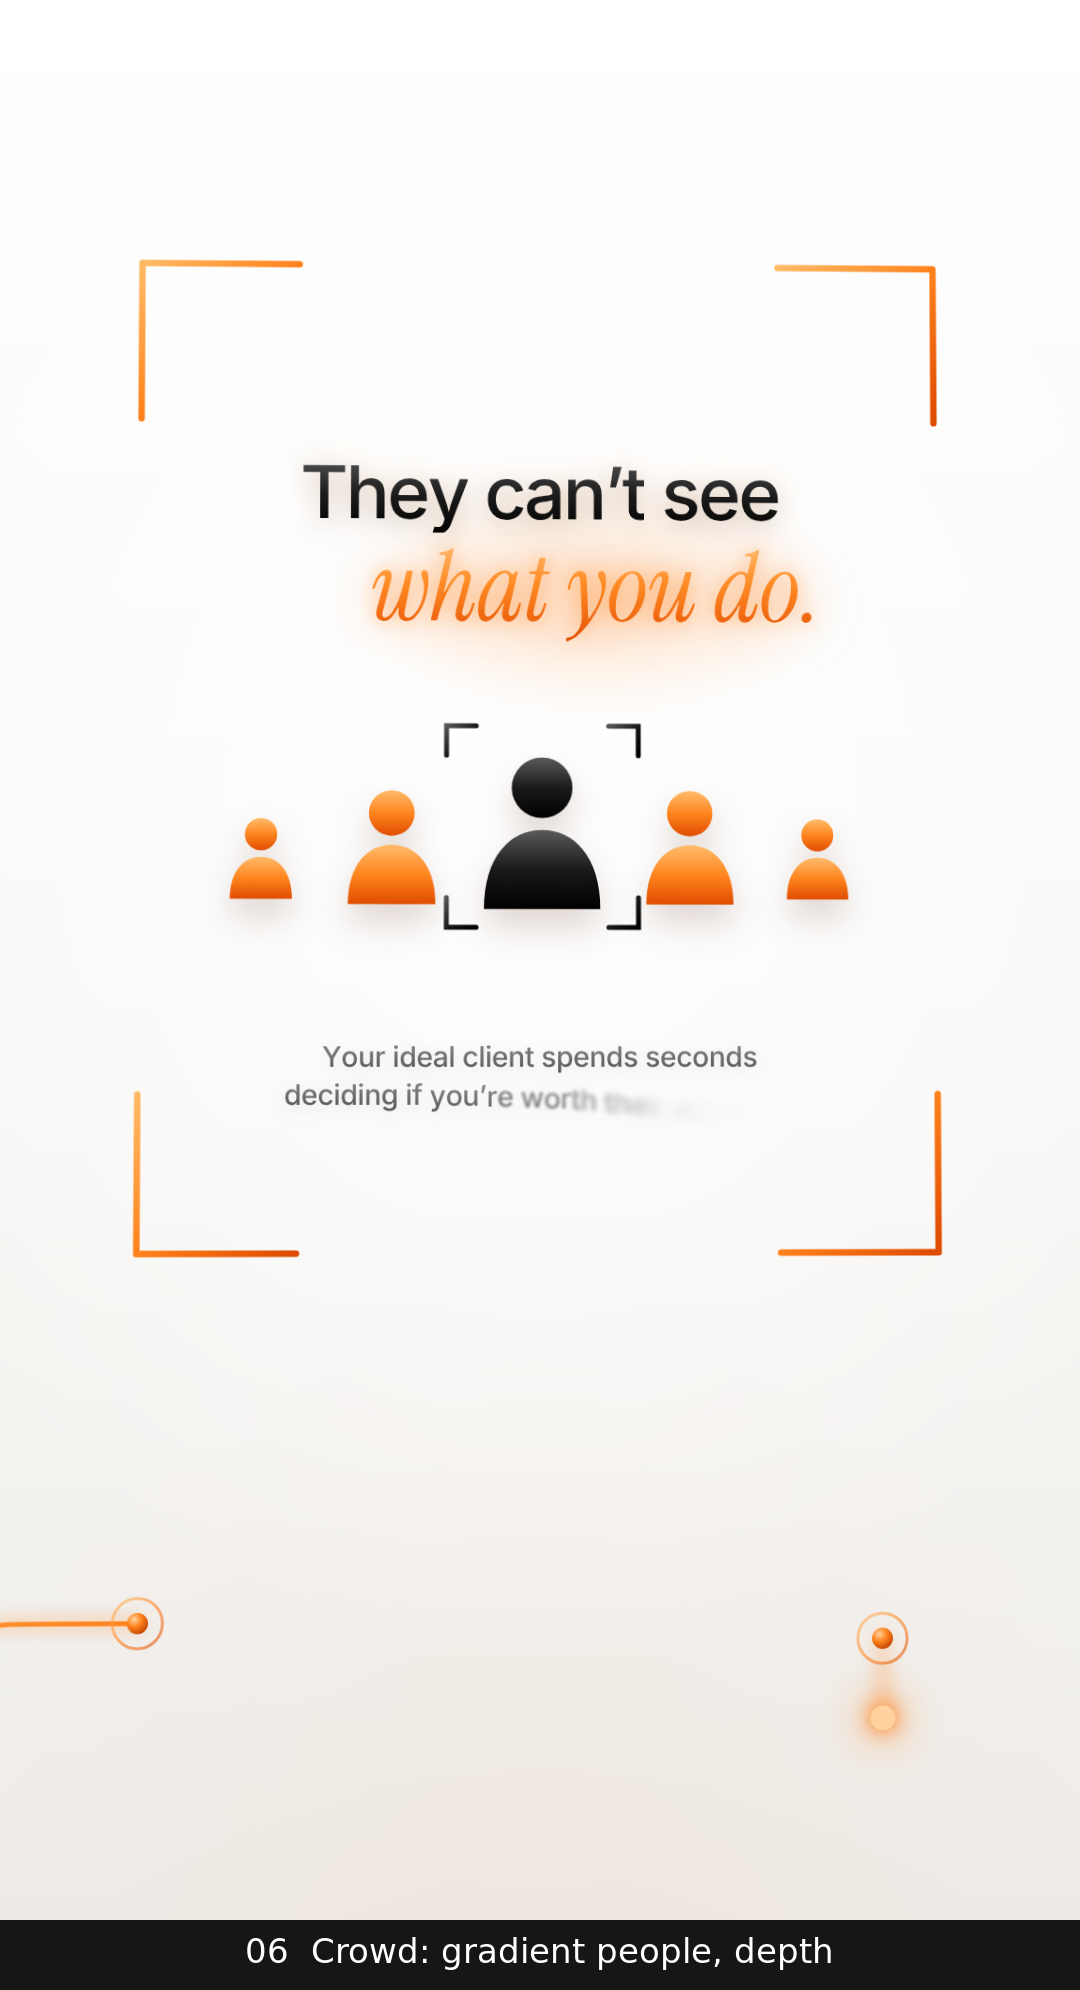 They can’t see
what you do.
Your ideal client spends seconds
deciding if you’re worth
06 Crowd: gradient people, depth